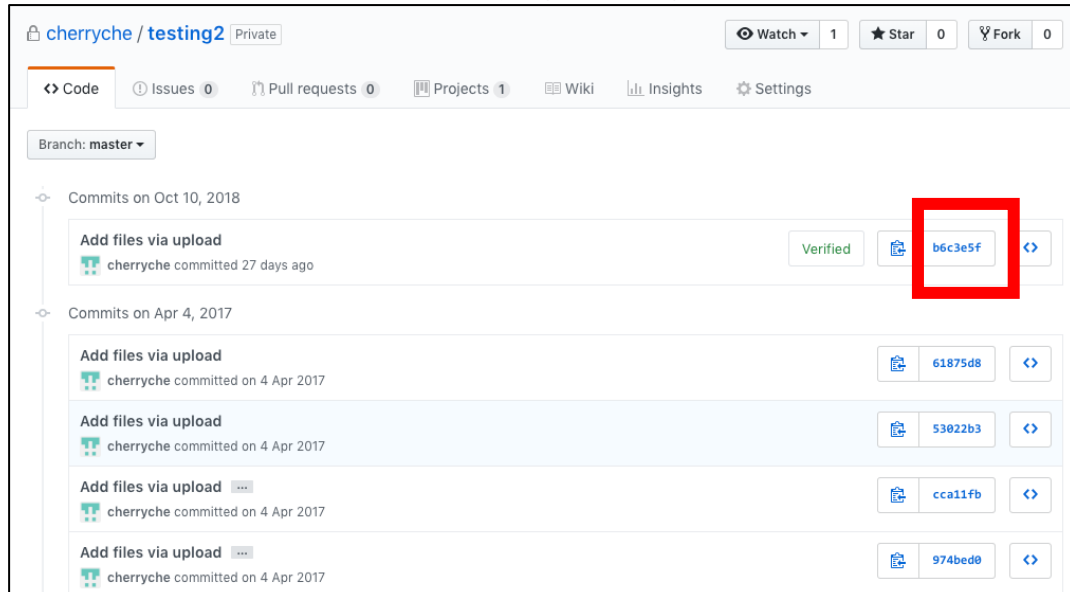 cherryche / testing2 Private Watch 1 Star 0 Fork 0
Code Issues 0 Pull requests 0 Projects 1 Wiki Insights Settings
Branch: master
Commits on Oct 10, 2018
Add files via upload
cherryche committed 27 days ago
Verified b6c3e5f
Commits on Apr 4, 2017
Add files via upload
cherryche committed on 4 Apr 2017
61875d8
Add files via upload
cherryche committed on 4 Apr 2017
53022b3
Add files via upload ...
cherryche committed on 4 Apr 2017
cca11fb
Add files via upload ...
cherryche committed on 4 Apr 2017
974bed0